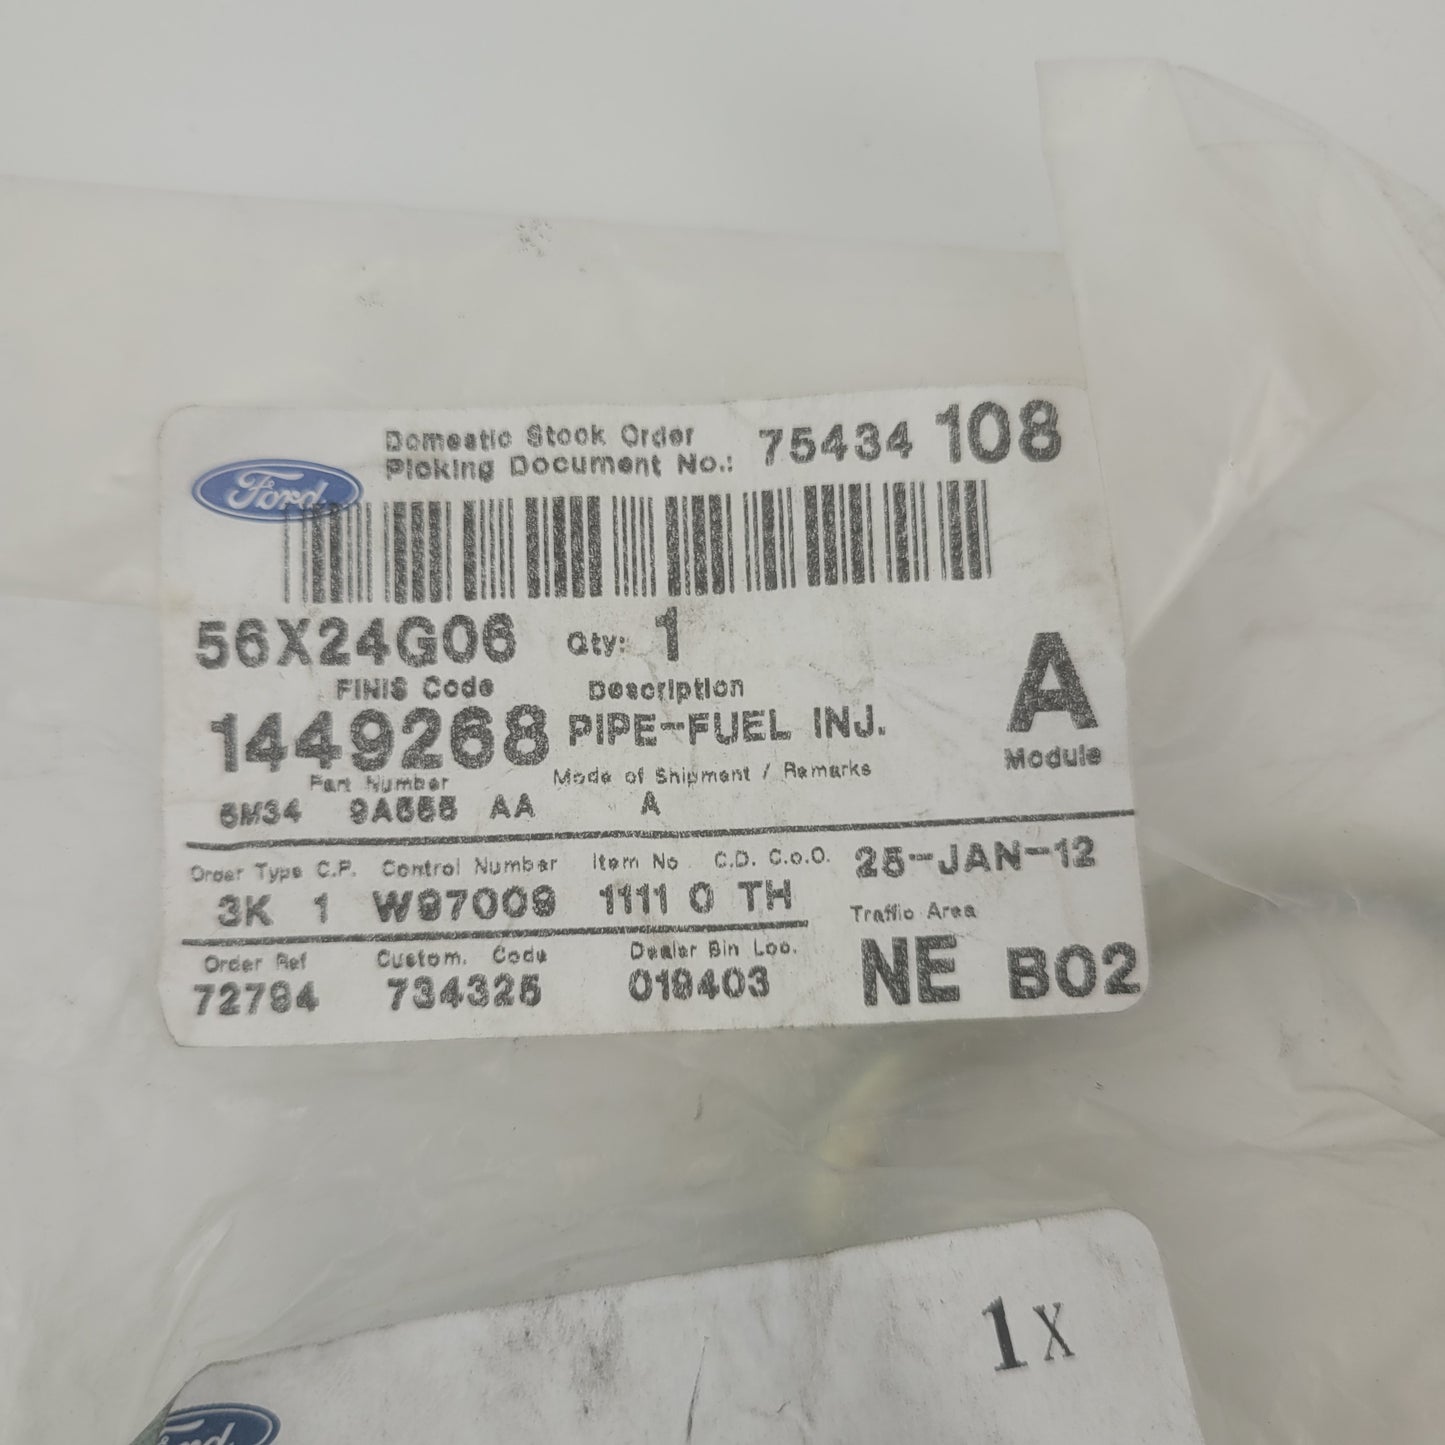 Ford
Domestic Stock Order
Picking Document No.: 75434 108
56X24G06 Qty: 1
FINIS Code Description
1449268 PIPE-FUEL INJ.
A
Module
Part Number Mode of Shipment / Remarks
AA A
Order Type C.P. Control Number Item No C.D. C.o.O. 25-JAN-12
3K 1 W97009 1111 0 TH
Traffic Area
Order Ref Custom. Code Dealer Bin Loc.
72794 734325 019403 NE B02
1X
Ford